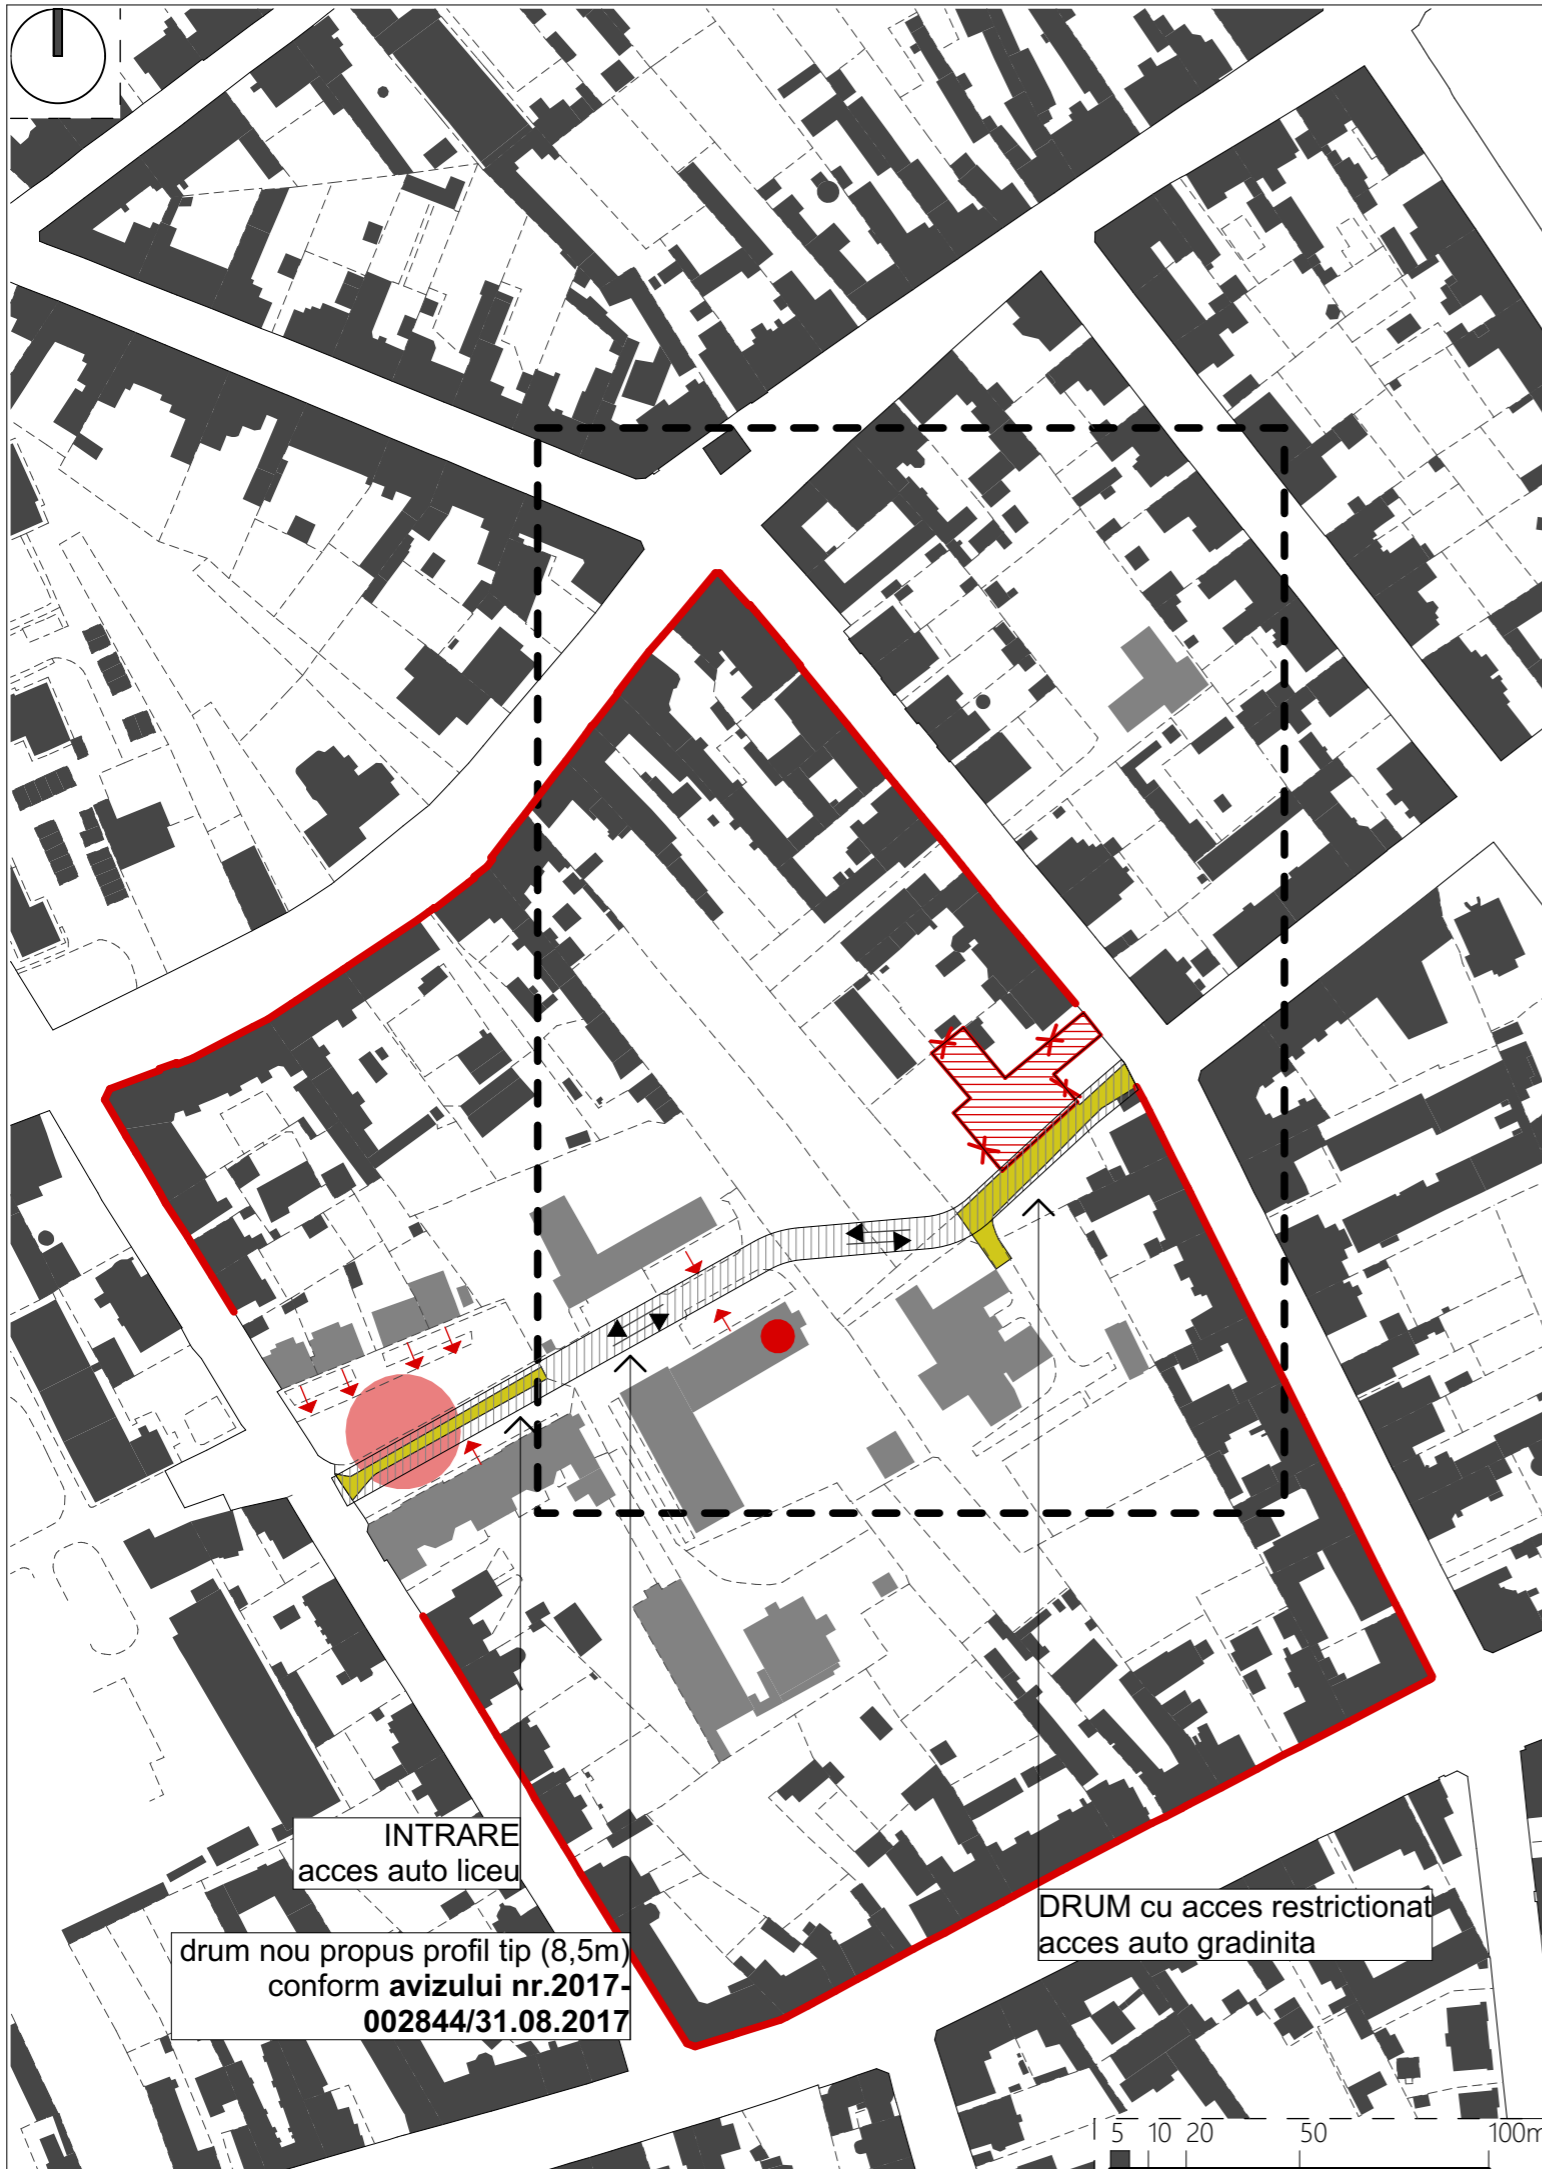 INTRARE
acces auto liceu
drum nou propus profil tip (8,5m)
conform avizului nr.2017-
002844/31.08.2017
DRUM cu acces restrictionat
acces auto gradinita
5 10 20 50 100m